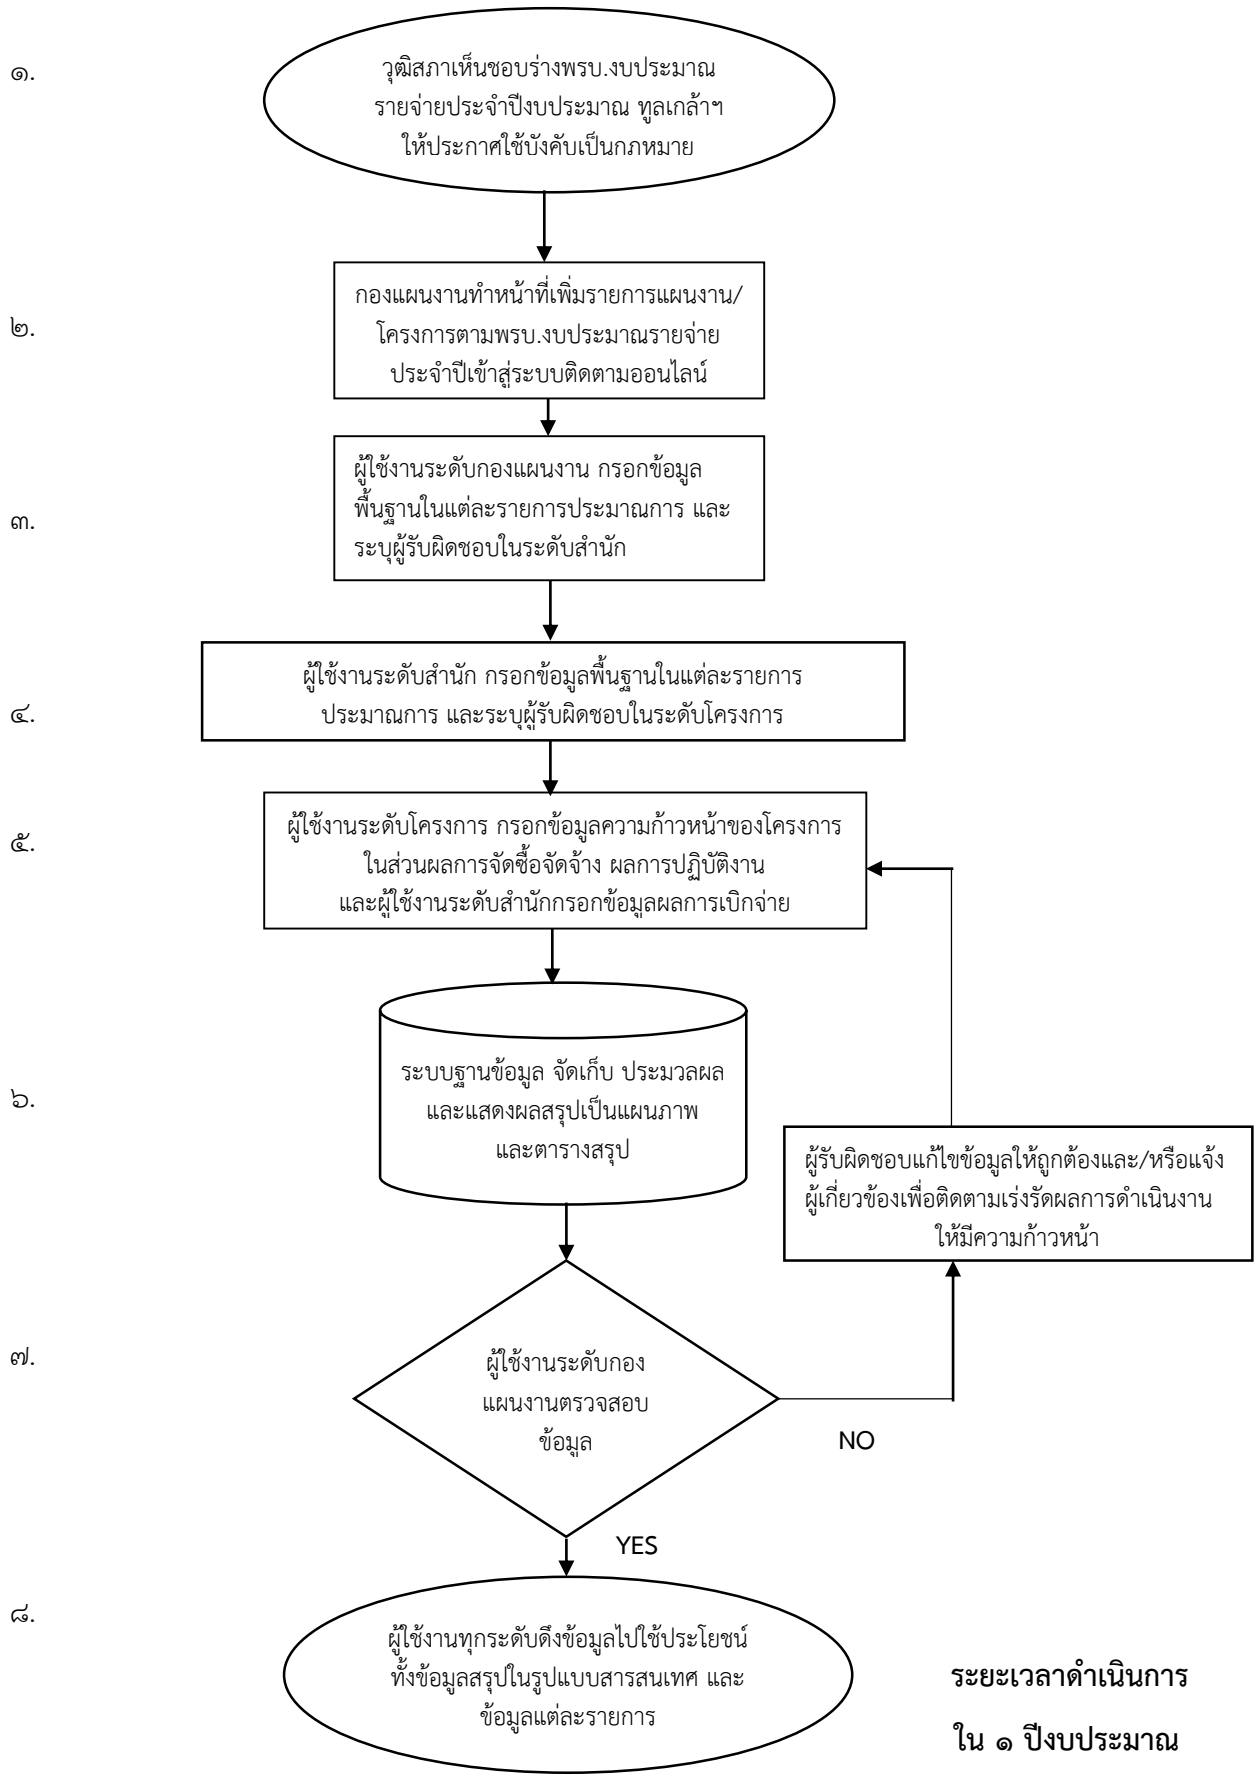 ๑.
วุฒิสภาเห็นชอบร่างพรบ.งบประมาณ
รายจ่ายประจำปีงบประมาณ ทูลเกล้าฯ
ให้ประกาศใช้บังคับเป็นกภหมาย
๒.
กองแผนงานทำหน้าที่เพิ่มรายการแผนงาน/
โครงการตามพรบ.งบประมาณรายจ่าย
ประจำปีเข้าสู่ระบบติดตามออนไลน์
๓.
ผู้ใช้งานระดับกองแผนงาน กรอกข้อมูล
พื้นฐานในแต่ละรายการประมาณการ และ
ระบุผู้รับผิดชอบในระดับสำนัก
๔.
ผู้ใช้งานระดับสำนัก กรอกข้อมูลพื้นฐานในแต่ละรายการ
ประมาณการ และระบุผู้รับผิดชอบในระดับโครงการ
๕.
ผู้ใช้งานระดับโครงการ กรอกข้อมูลความก้าวหน้าของโครงการ
ในส่วนผลการจัดซื้อจัดจ้าง ผลการปฏิบัติงาน
และผู้ใช้งานระดับสำนักกรอกข้อมูลผลการเบิกจ่าย
๖.
ระบบฐานข้อมูล จัดเก็บ ประมวลผล
และแสดงผลสรุปเป็นแผนภาพ
และตารางสรุป
ผู้รับผิดชอบแก้ไขข้อมูลให้ถูกต้องและ/หรือแจ้ง
ผู้เกี่ยวข้องเพื่อติดตามเร่งรัดผลการดำเนินงาน
ให้มีความก้าวหน้า
๗.
ผู้ใช้งานระดับกอง
แผนงานตรวจสอบ
ข้อมูล
NO
YES
๘.
ผู้ใช้งานทุกระดับดึงข้อมูลไปใช้ประโยชน์
ทั้งข้อมูลสรุปในรูปแบบสารสนเทศ และ
ข้อมูลแต่ละรายการ
ระยะเวลาดำเนินการ
ใน ๑ ปีงบประมาณ